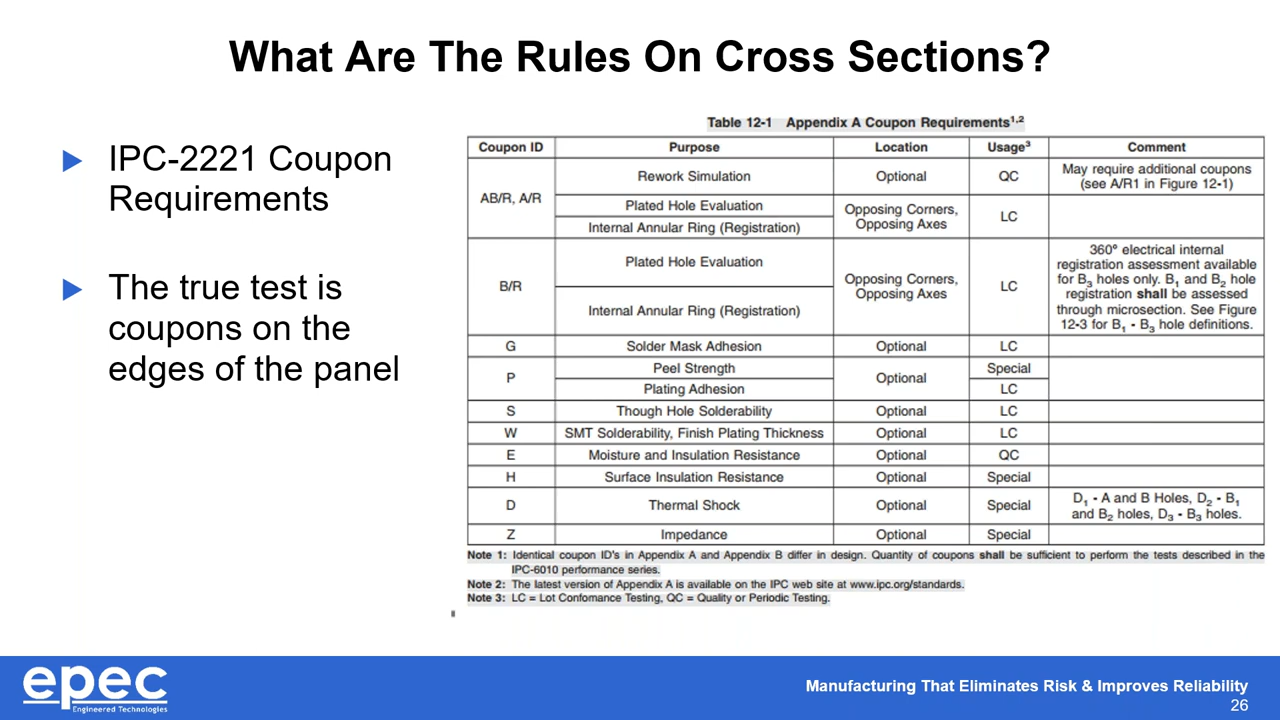 What Are The Rules On Cross Sections?
IPC-2221 Coupon
Requirements
The true test is
coupons on the
edges of the panel
Table 12-1 Appendix A Coupon Requirements1,2
Coupon ID Purpose Location Usage3 Comment
AB/R, A/R Rework Simulation Optional QC May require additional coupons
(see A/R1 in Figure 12-1)
Plated Hole Evaluation Opposing Corners,
Opposing Axes LC
Internal Annular Ring (Registration)
B/R Plated Hole Evaluation Opposing Corners,
Opposing Axes LC 360° electrical internal
registration assessment available
for B3 holes only. B1 and B2 hole
registration shall be assessed
through microsection. See Figure
12-3 for B1 - B3 hole definitions.
Internal Annular Ring (Registration)
G Solder Mask Adhesion Optional LC
P Peel Strength Optional Special
Plating Adhesion LC
S Though Hole Solderability Optional LC
W SMT Solderability, Finish Plating Thickness Optional LC
E Moisture and Insulation Resistance Optional QC
H Surface Insulation Resistance Optional Special
D Thermal Shock Optional Special D1 - A and B Holes, D2 - B1
and B2 holes, D3 - B3 holes.
Z Impedance Optional Special
Note 1: Identical coupon ID's in Appendix A and Appendix B differ in design. Quantity of coupons shall be sufficient to perform the tests described in the
IPC-6010 performance series.
Note 2: The latest version of Appendix A is available on the IPC web site at www.ipc.org/standards.
Note 3: LC = Lot Confomance Testing, QC = Quality or Periodic Testing.
epec
Engineered Technologies
Manufacturing That Eliminates Risk & Improves Reliability
26